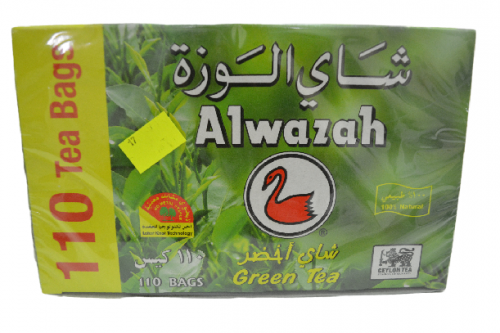 110 Tea Bags
شاي الوزة
Alwazah
100% Natural
١١٠ كيس
110 BAGS
شاي أخضر
Green Tea
CEYLON TEA